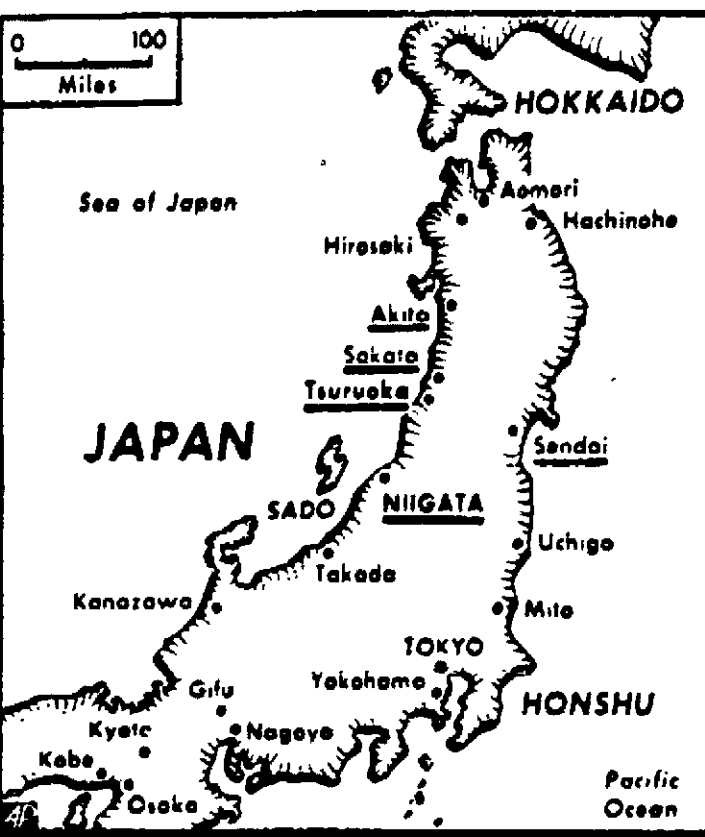 0 100
Miles
HOKKAIDO
Sea of Japan
Aomori
Hachinohe
Hirosaki
Akita
Sakata
Tsuruoka
JAPAN
Sendai
SADO
NIIGATA
Uchigo
Takada
Kanazawa
Mito
TOKYO
Yokohama
Gifu
HONSHU
Kyoto
Nagoya
Kobe
Pacific
Ocean
Osaka
AP